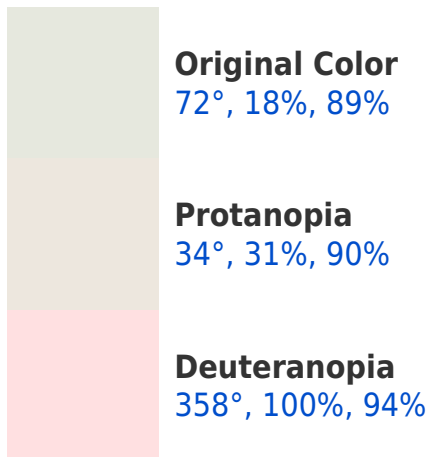 Original Color
72°, 18%, 89%
Protanopia
34°, 31%, 90%
Deuteranopia
358°, 100%, 94%